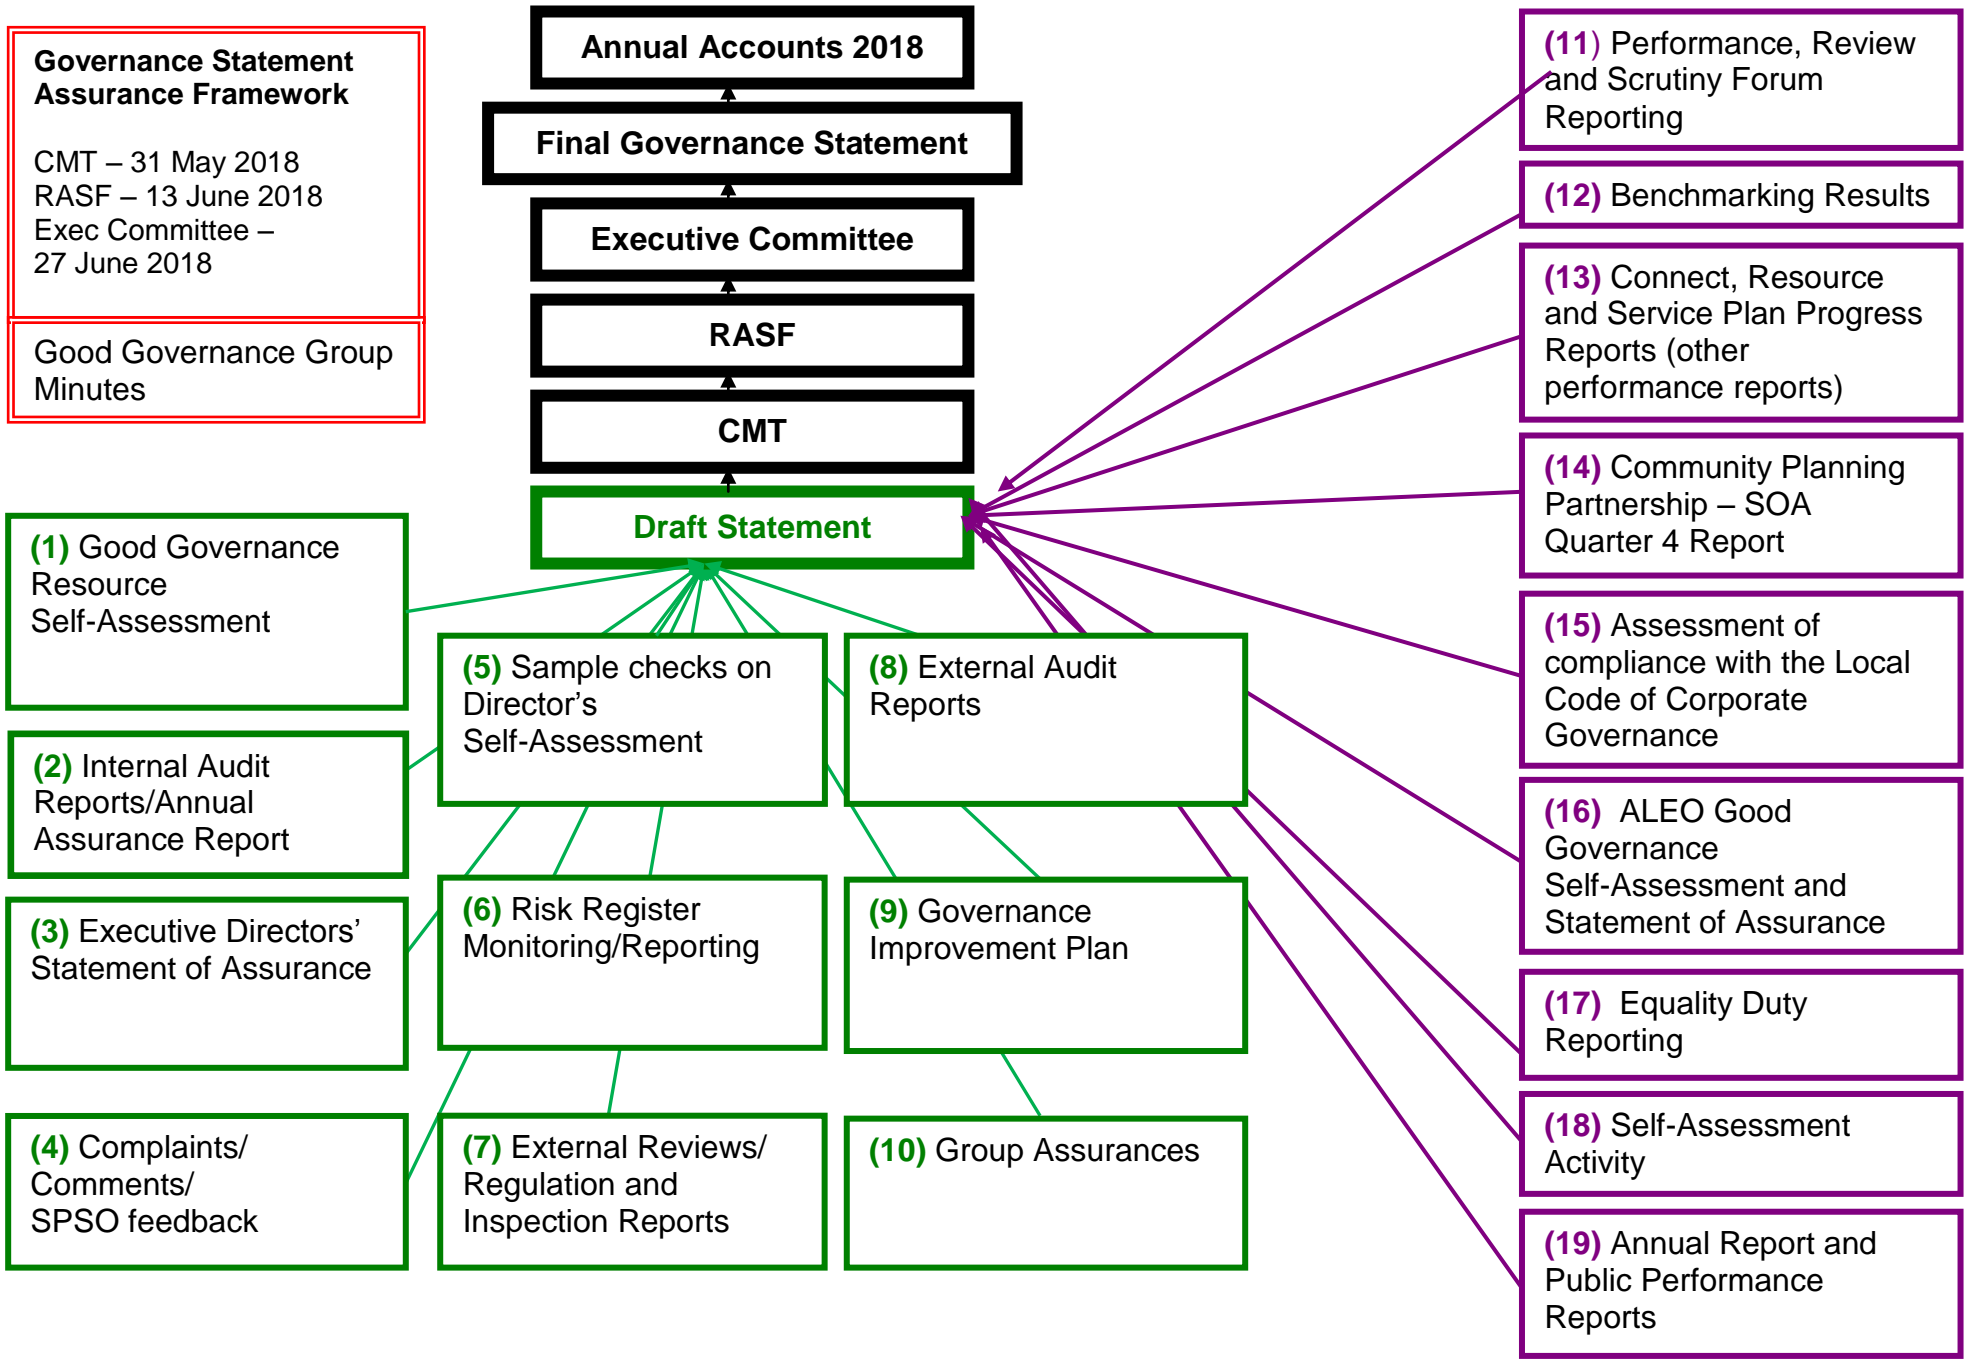 Governance Statement
Assurance Framework
CMT – 31 May 2018
RASF – 13 June 2018
Exec Committee –
27 June 2018
Good Governance Group
Minutes
Annual Accounts 2018
Final Governance Statement
Executive Committee
RASF
CMT
Draft Statement
(1) Good Governance
Resource
Self-Assessment
(2) Internal Audit
Reports/Annual
Assurance Report
(3) Executive Directors’
Statement of Assurance
(4) Complaints/
Comments/
SPSO feedback
(5) Sample checks on
Director’s
Self-Assessment
(6) Risk Register
Monitoring/Reporting
(7) External Reviews/
Regulation and
Inspection Reports
(8) External Audit
Reports
(9) Governance
Improvement Plan
(10) Group Assurances
(11) Performance, Review
and Scrutiny Forum
Reporting
(12) Benchmarking Results
(13) Connect, Resource
and Service Plan Progress
Reports (other
performance reports)
(14) Community Planning
Partnership – SOA
Quarter 4 Report
(15) Assessment of
compliance with the Local
Code of Corporate
Governance
(16) ALEO Good
Governance
Self-Assessment and
Statement of Assurance
(17) Equality Duty
Reporting
(18) Self-Assessment
Activity
(19) Annual Report and
Public Performance
Reports